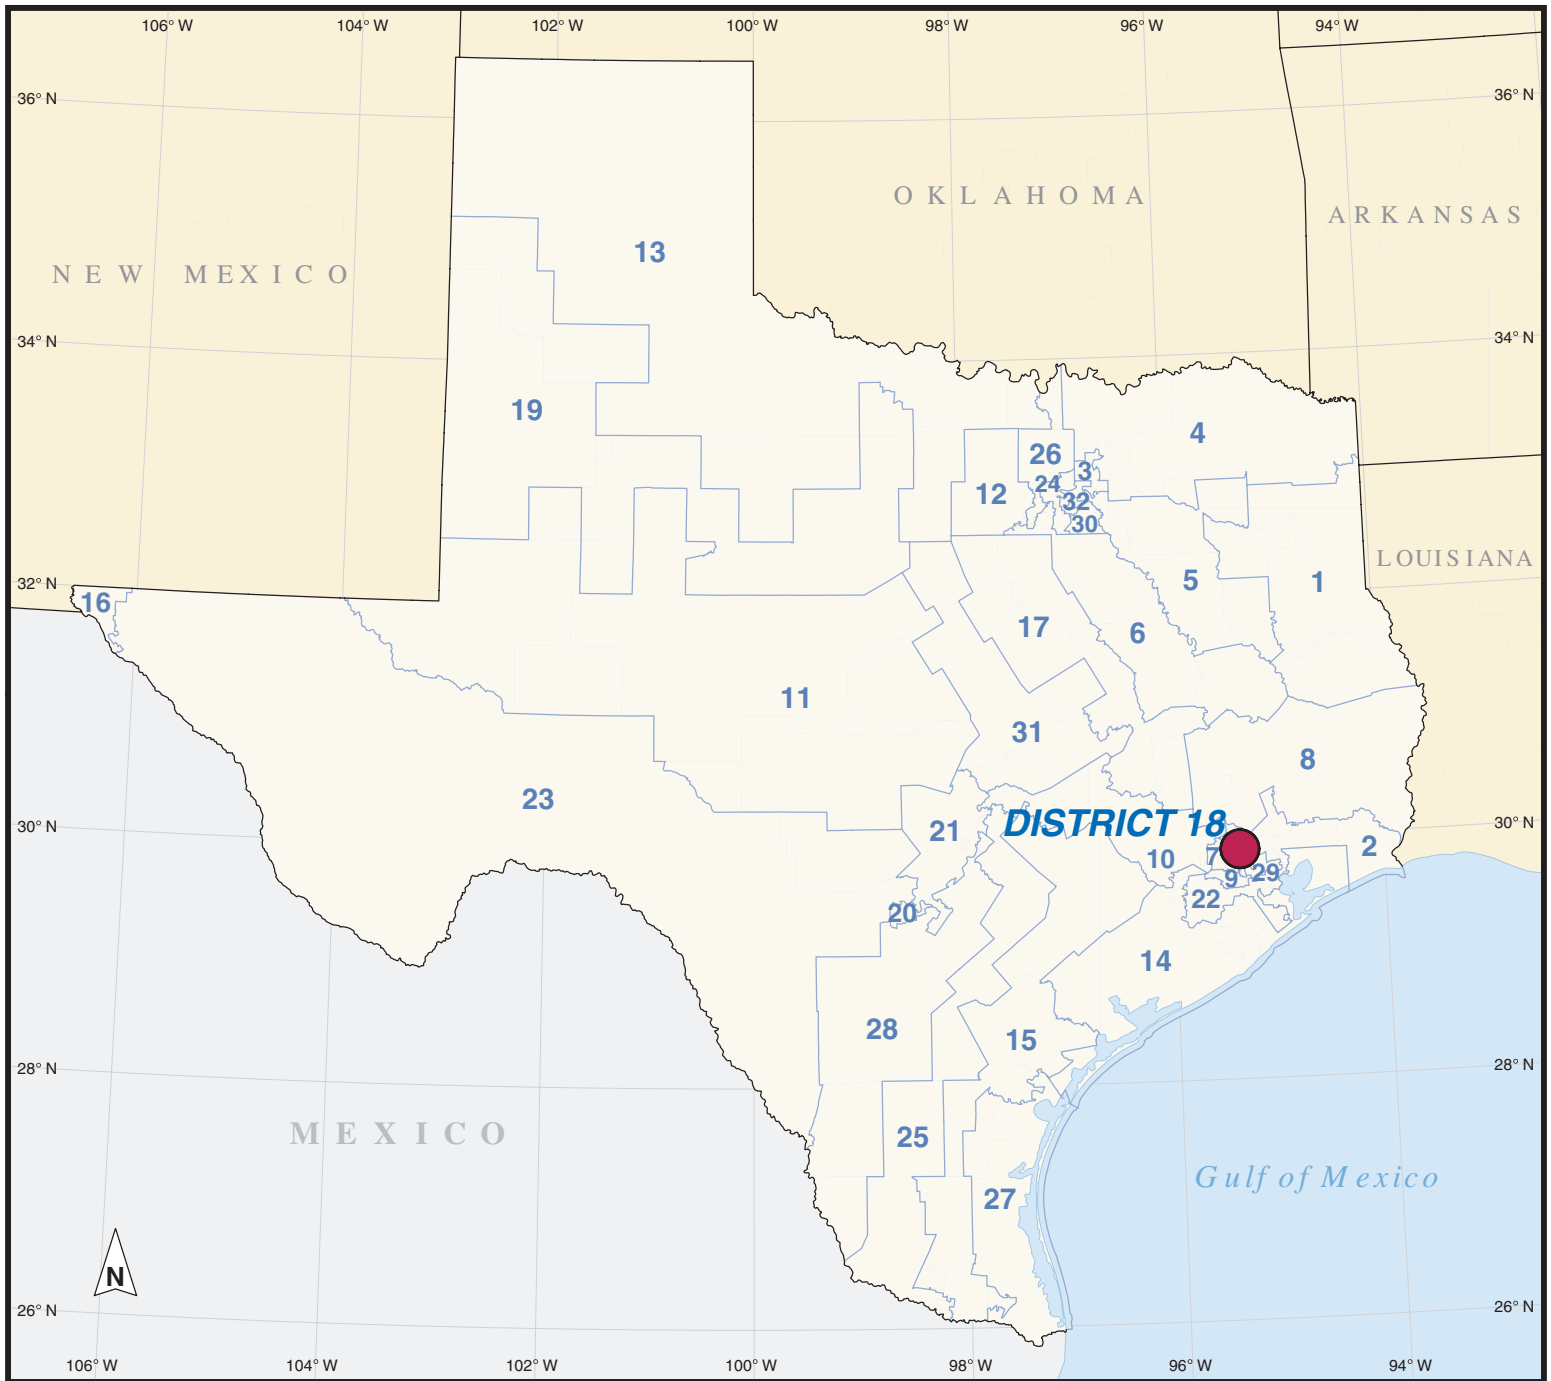 106° W 104° W 102° W 100° W 98° W 96° W 94° W
36° N 36° N
OKLAHOMA
ARKANSAS
13
NEW MEXICO
34° N 34° N
19
4
26
3
24
12
32
30
LOUISIANA
32° N
5
1
16
17
6
11
31
8
23
DISTRICT 18
30° N 30° N
21
2
10
7
29
9
22
20
14
28
15
28° N 28° N
MEXICO
25
Gulf of Mexico
27
N
26° N 26° N
106° W 104° W 102° W 100° W 98° W 96° W 94° W